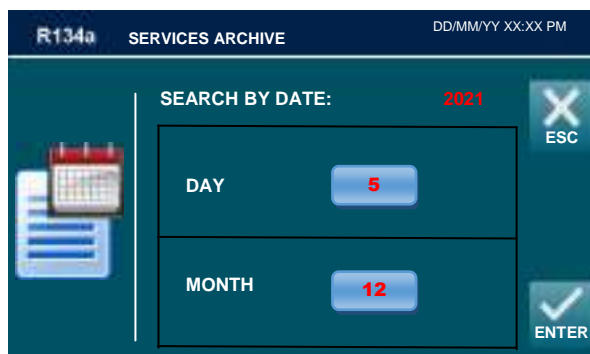 R134a SERVICES ARCHIVE DD/MM/YY XX:XX PM
SEARCH BY DATE: 2021
ESC
DAY 5
MONTH 12
ENTER